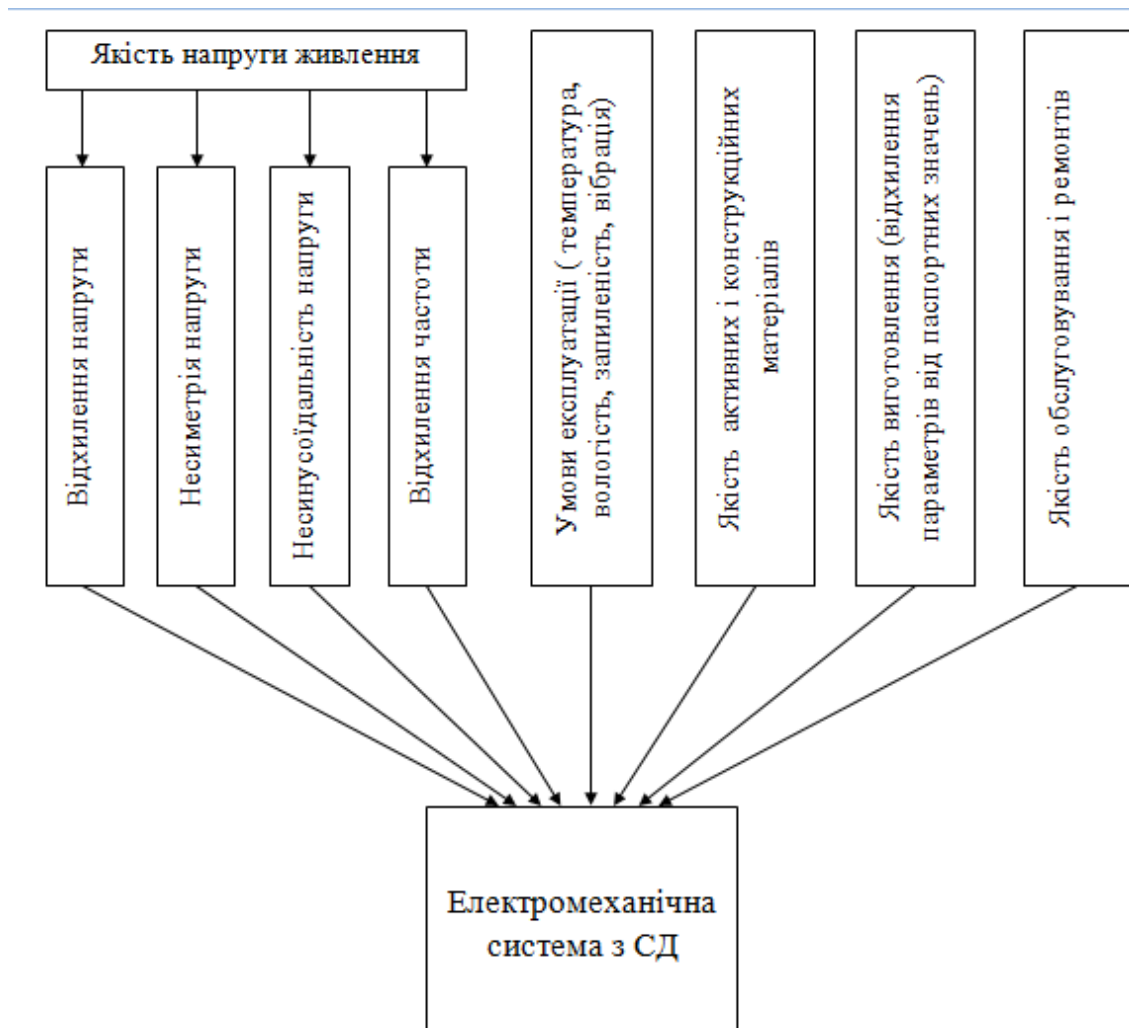 Якість напруги живлення
Відхилення напруги
Несиметрія напруги
Несинусоїдальність напруги
Відхилення частоти
Умови експлуатації ( температура,
вологість, запиленість, вібрація)
Якість активних і конструкційних
матеріалів
Якість виготовлення (відхилення
параметрів від паспортних значень)
Якість обслуговування і ремонтів
Електромеханічна
система з СД